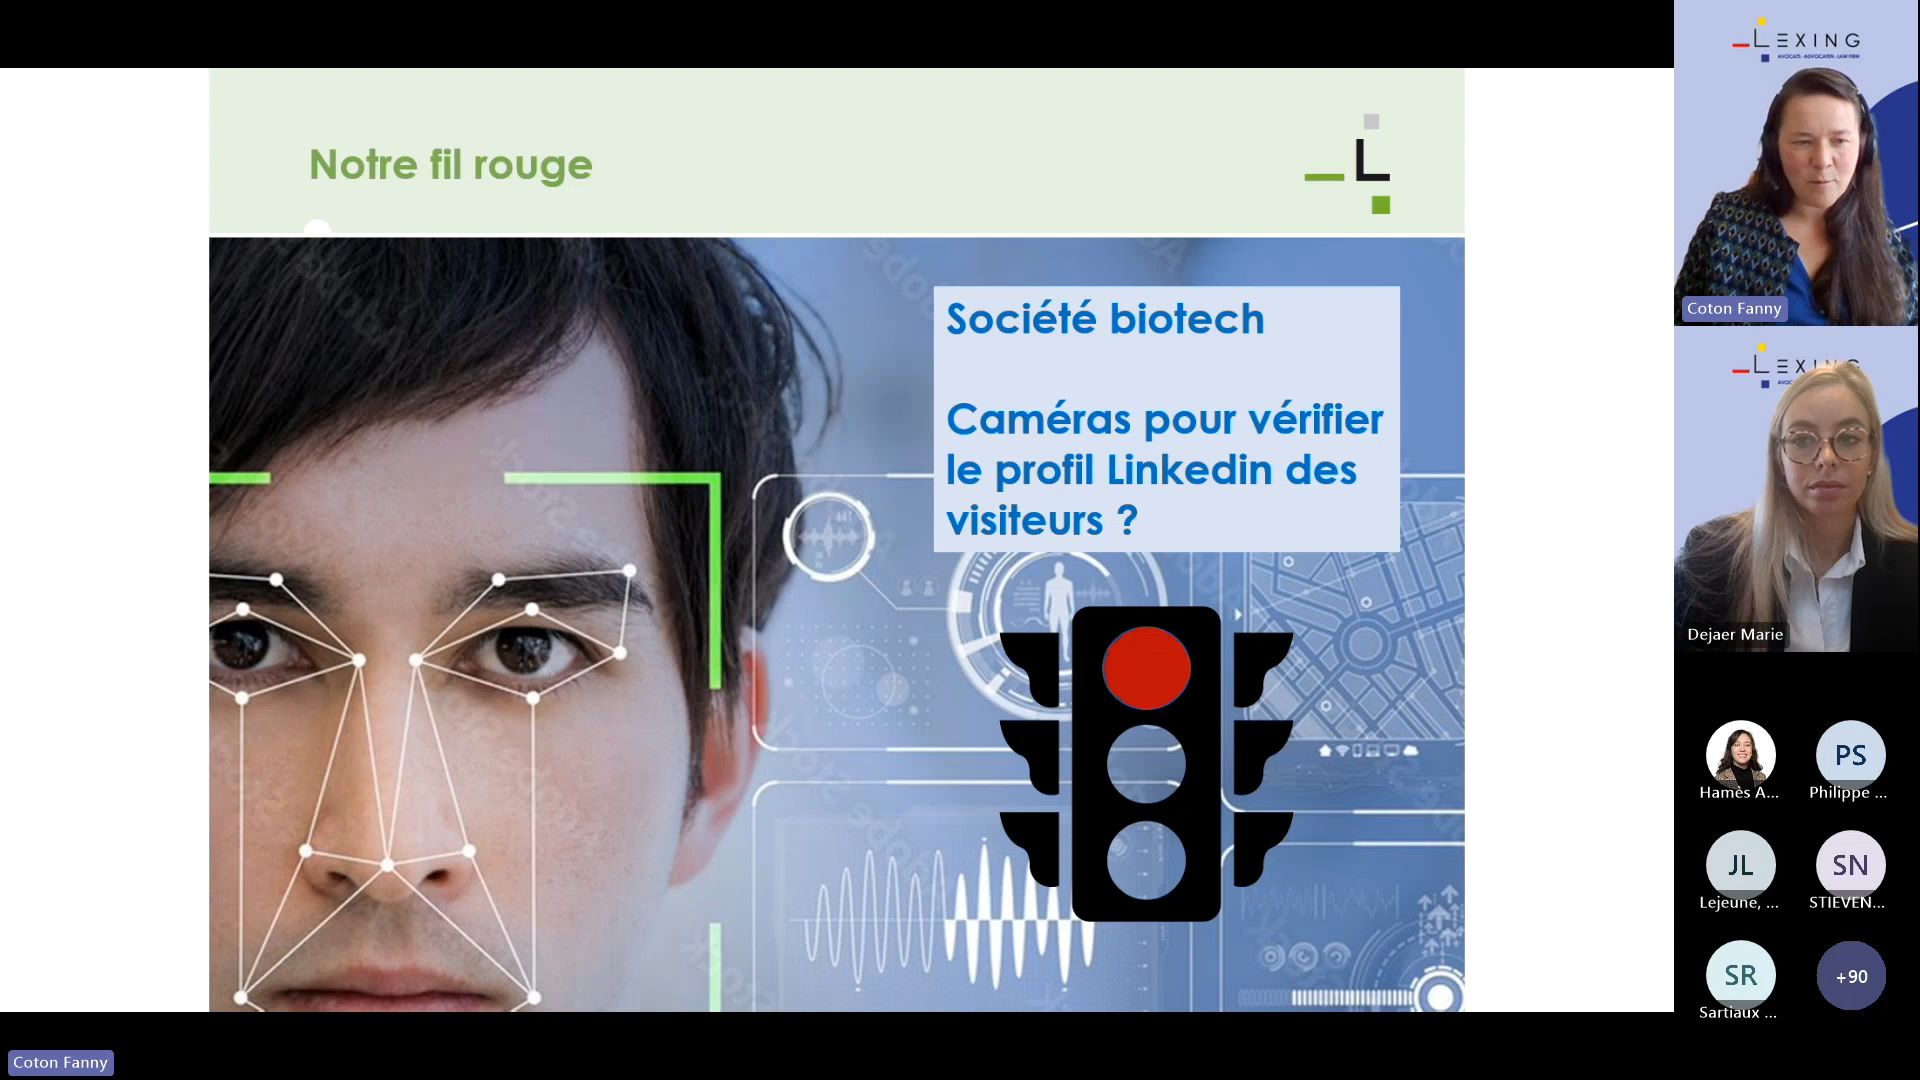 Notre fil rouge
L
Société biotech
Caméras pour vérifier
le profil Linkedin des
visiteurs ?
LEXING
AVOCATS - ADVOCATEN - LAW FIRM
Coton Fanny
LEXING
Dejaer Marie
Hamès A...
PS
Philippe ...
JL
Lejeune, ...
SN
STIEVEN...
SR
Sartiaux ...
+90
Coton Fanny